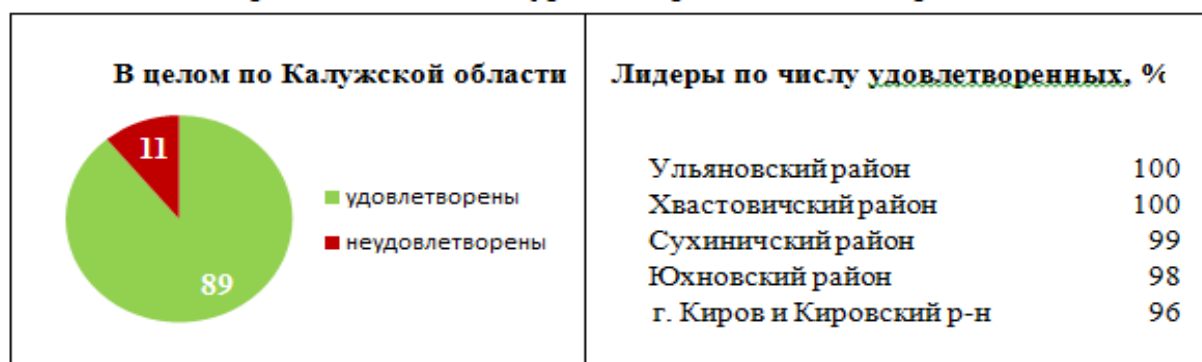 В целом по Калужской области
11
89
удовлетворены
неудовлетворены
Лидеры по числу удовлетворенных, %
Ульяновский район 100
Хвастовичский район 100
Сухиничский район 99
Юхновский район 98
г. Киров и Кировский р-н 96